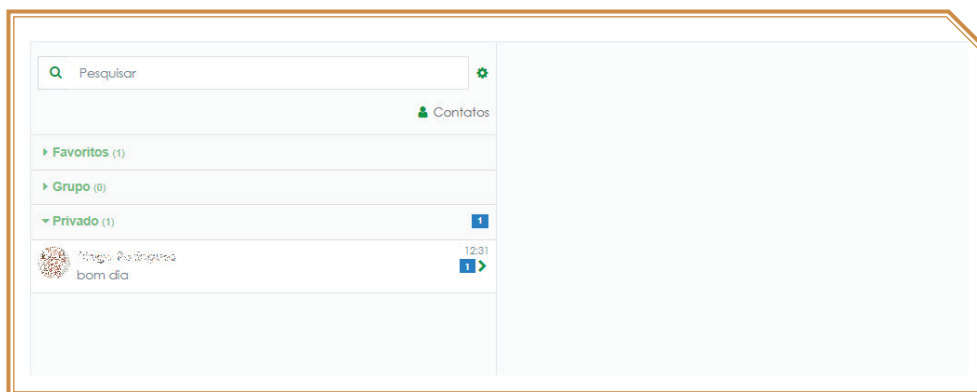 Pesquisar
Contatos
Favoritos (1)
Grupo (0)
Privado (1) 1
12:31
bom dia 1